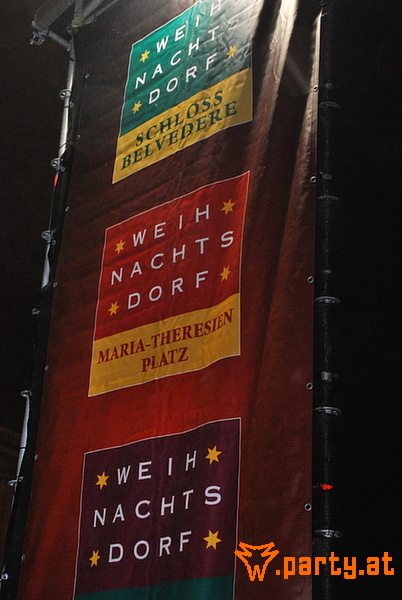 WEIH
NACHTS
DORF
SCHLOSS
BELVEDERE
WEIH
NACHTS
DORF
MARIA-THERESIEN
PLATZ
WEIH
NACHTS
DORF
w.party.at